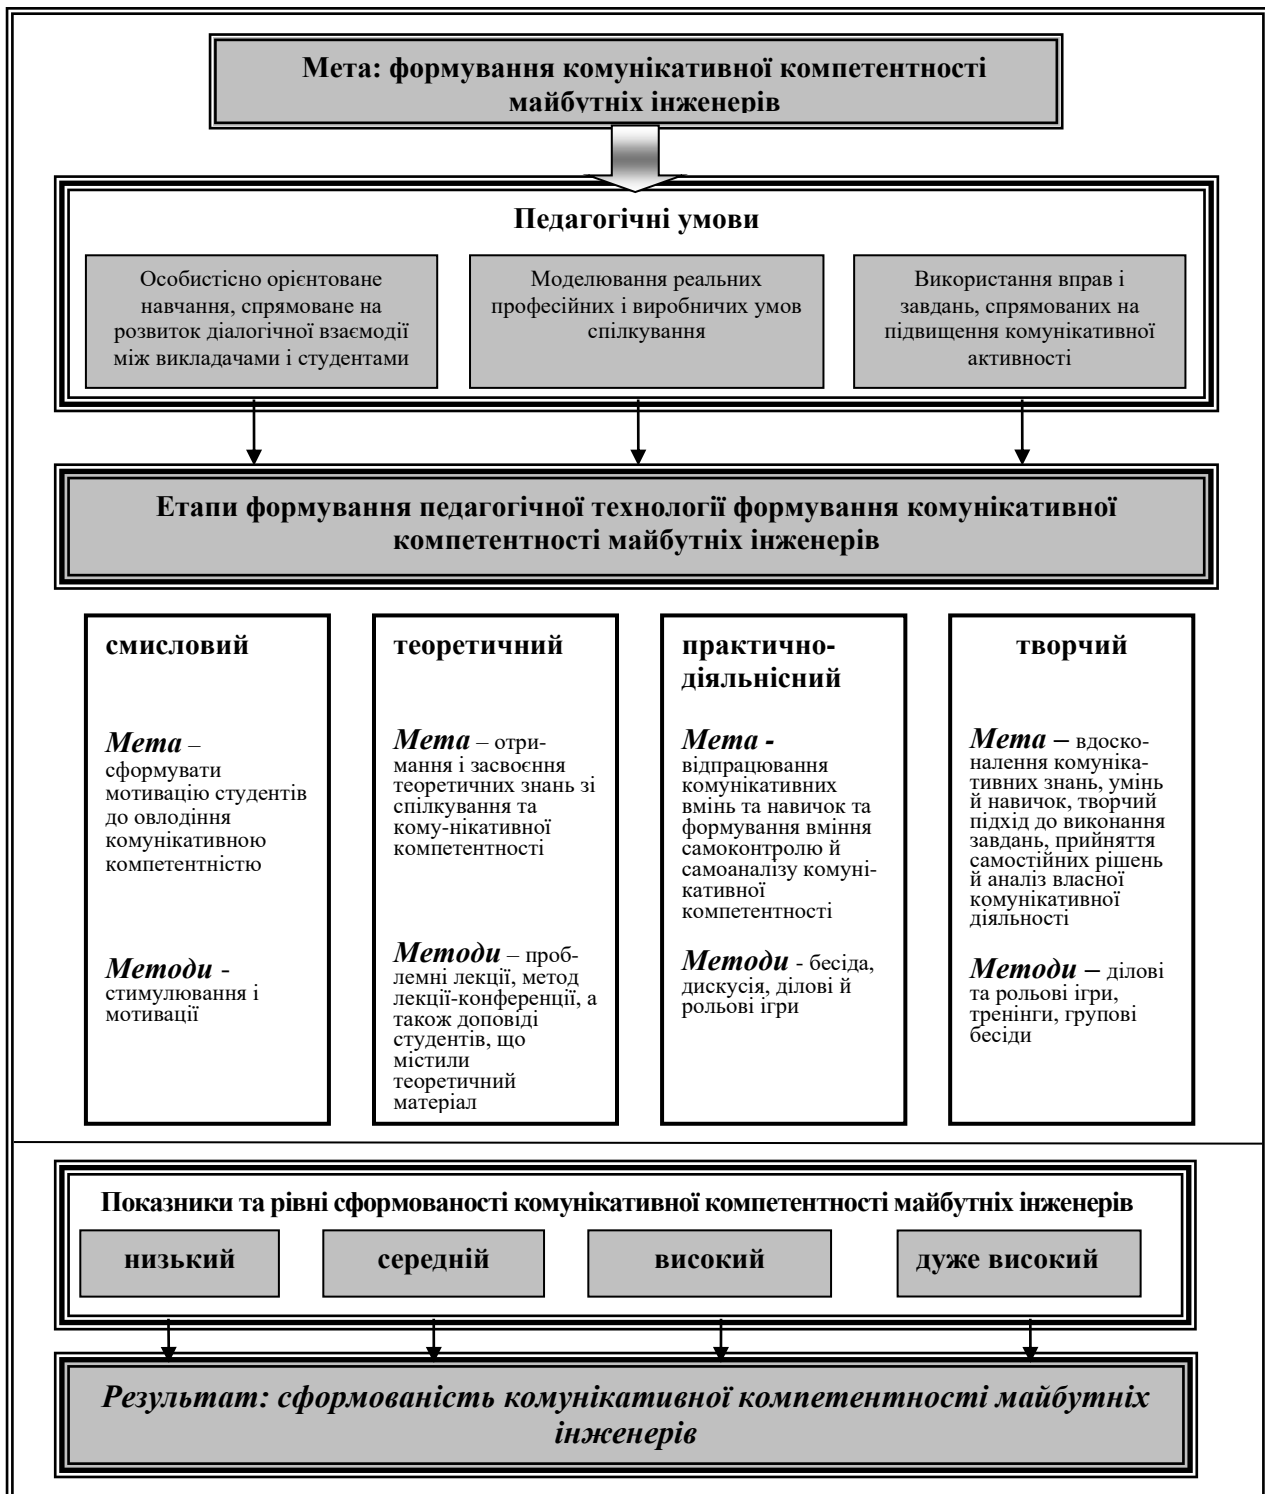 Мета: формування комунікативної компетентності
майбутніх інженерів
Педагогічні умови
Особистісно орієнтоване
навчання, спрямоване на
розвиток діалогічної взаємодії
між викладачами і студентами
Моделювання реальних
професійних і виробничих умов
спілкування
Використання вправ і
завдань, спрямованих на
підвищення комунікативної
активності
Етапи формування педагогічної технології формування комунікативної
компетентності майбутніх інженерів
смисловий
Мета –
сформувати
мотивацію студентів
до овлодіння
комунікативною
компетентністю
Методи -
стимулювання і
мотивації
теоретичний
Мета – отри-
мання і засвоєння
теоретичних знань зі
спілкування та
кому-нікативної
компетентності
Методи – проб-
лемні лекції, метод
лекції-конференції, а
також доповіді
студентів, що
містили
теоретичний
матеріал
практично-
діяльнісний
Мета -
відпрацювання
комунікативних
вмінь та навичок та
формування вміння
самоконтролю й
самоаналізу комуні-
кативної
компетентності
Методи - бесіда,
дискусія, ділові й
рольові ігри
творчий
Мета – вдоско-
налення комуніка-
тивних знань, умінь
й навичок, творчий
підхід до виконання
завдань, прийняття
самостійних рішень
й аналіз власної
комунікативної
діяльності
Методи – ділові
та рольові ігри,
тренінги, групові
бесіди
Показники та рівні сформованості комунікативної компетентності майбутніх інженерів
низький
середній
високий
дуже високий
Результат: сформованість комунікативної компетентності майбутніх
інженерів